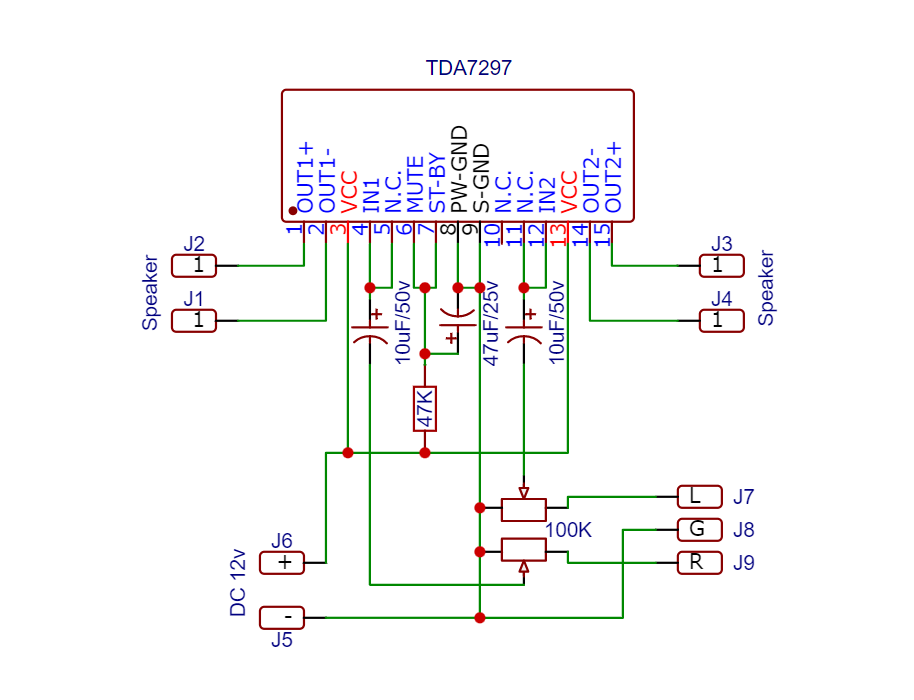 TDA7297
OUT1+
OUT1-
VCC
IN1
N.C.
MUTE
ST-BY
PW-GND
S-GND
N.C.
N.C.
IN2
VCC
OUT2-
OUT2+
1
2
3
4
5
6
7
8
9
10
11
12
13
14
15
Speaker
J2
1
J1
1
J3
1
J4
1
Speaker
+
10uF/50v
+
47uF/25v
+
10uF/50v
47K
L
J7
100K
G
J8
R
J9
DC 12v
J6
+
-
J5